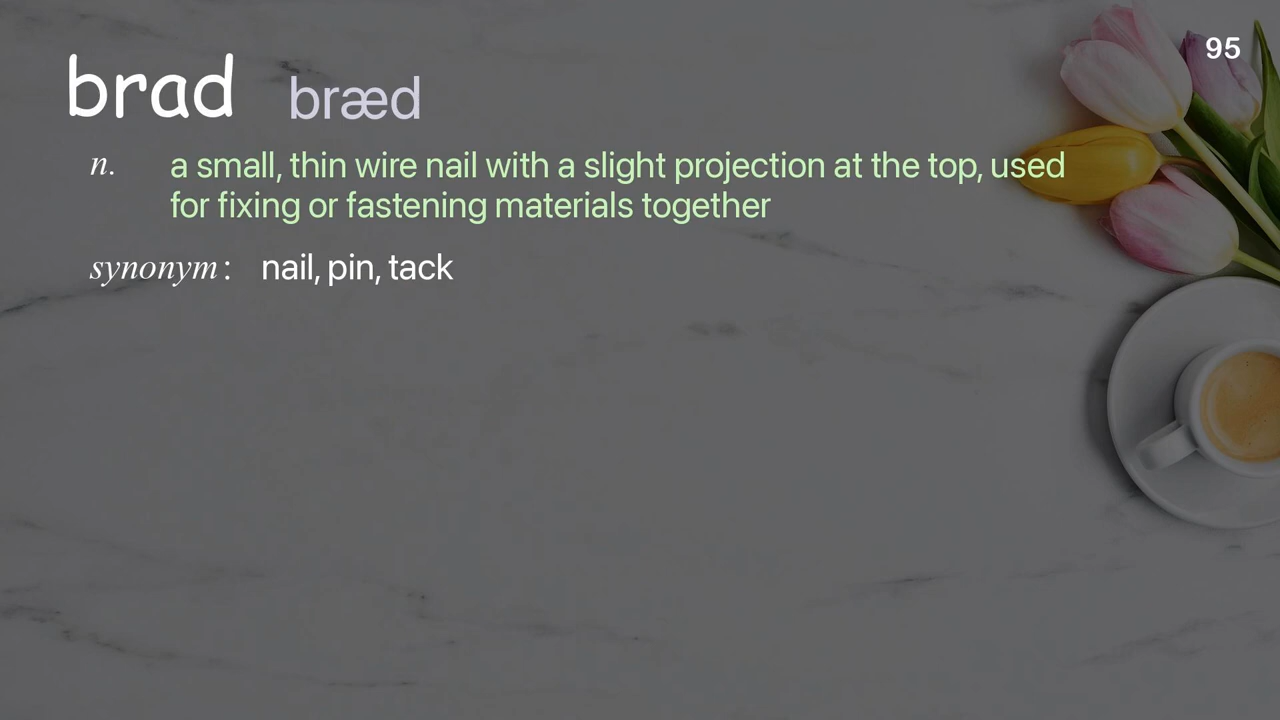 95
brad bræd
n. a small, thin wire nail with a slight projection at the top, used
for fixing or fastening materials together
synonym: nail, pin, tack